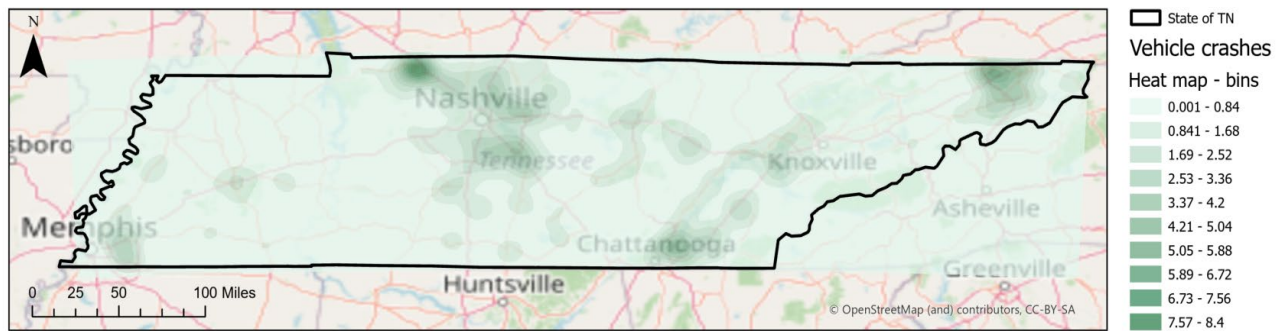 N
State of TN
Vehicle crashes
Heat map - bins
0.001 - 0.84
0.841 - 1.68
1.69 - 2.52
2.53 - 3.36
3.37 - 4.2
4.21 - 5.04
5.05 - 5.88
5.89 - 6.72
6.73 - 7.56
7.57 - 8.4
Nashville
sboro
Tennessee
Knoxville
Memphis
Asheville
Chattanooga
Greenville
Huntsville
0 25 50 100 Miles
© OpenStreetMap (and) contributors, CC-BY-SA